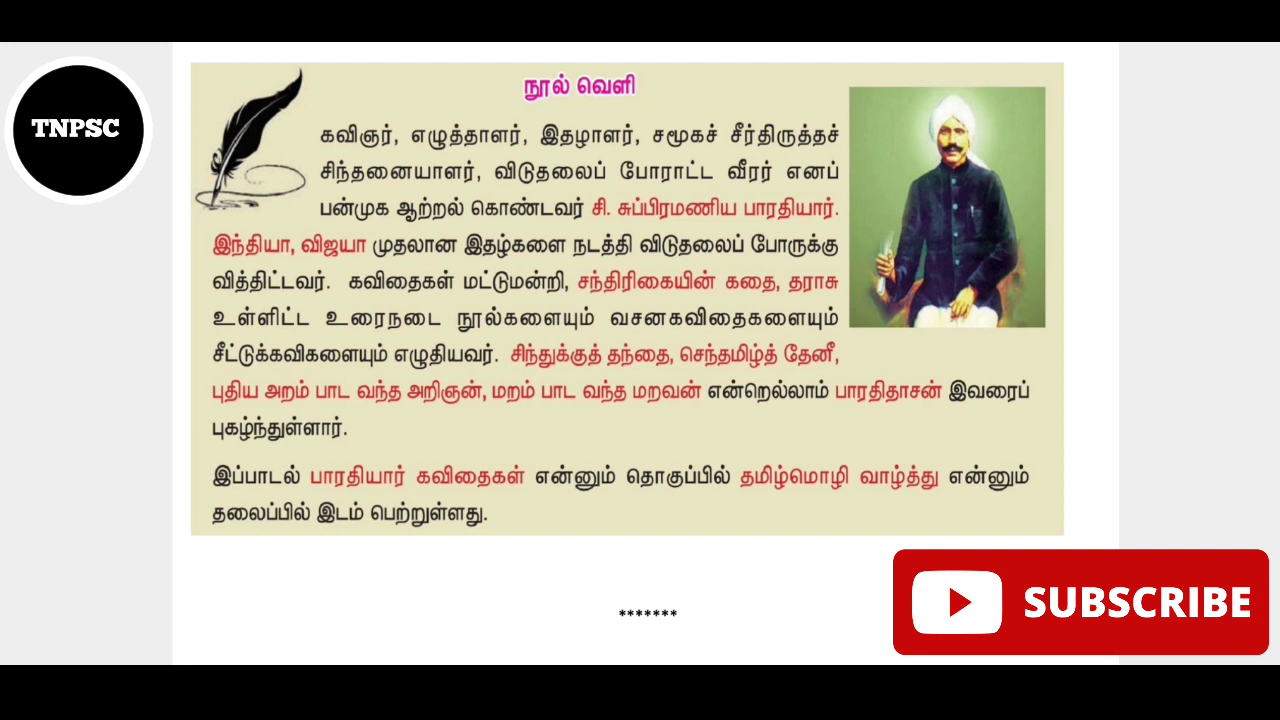 TNPSC
நூல் வெளி
கவிஞர், எழுத்தாளர், இதழாளர், சமூகச் சீர்திருத்தச்
சிந்தனையாளர், விடுதலைப் போராட்ட வீரர் எனப்
பன்முக ஆற்றல் கொண்டவர் சி. சுப்பிரமணிய பாரதியார்.
இந்தியா, விஜயா முதலான இதழ்களை நடத்தி விடுதலைப் போருக்கு
வித்திட்டவர். கவிதைகள் மட்டுமன்றி, சந்திரிகையின் கதை, தராசு
உள்ளிட்ட உரைநடை நூல்களையும் வசனகவிதைகளையும்
சீட்டுக்கவிகளையும் எழுதியவர். சிந்துக்குத் தந்தை, செந்தமிழ்த் தேனீ,
புதிய அறம் பாட வந்த அறிஞன், மறம் பாட வந்த மறவன் என்றெல்லாம் பாரதிதாசன் இவரைப்
புகழ்ந்துள்ளார்.
இப்பாடல் பாரதியார் கவிதைகள் என்னும் தொகுப்பில் தமிழ்மொழி வாழ்த்து என்னும்
தலைப்பில் இடம் பெற்றுள்ளது.
*******
SUBSCRIBE